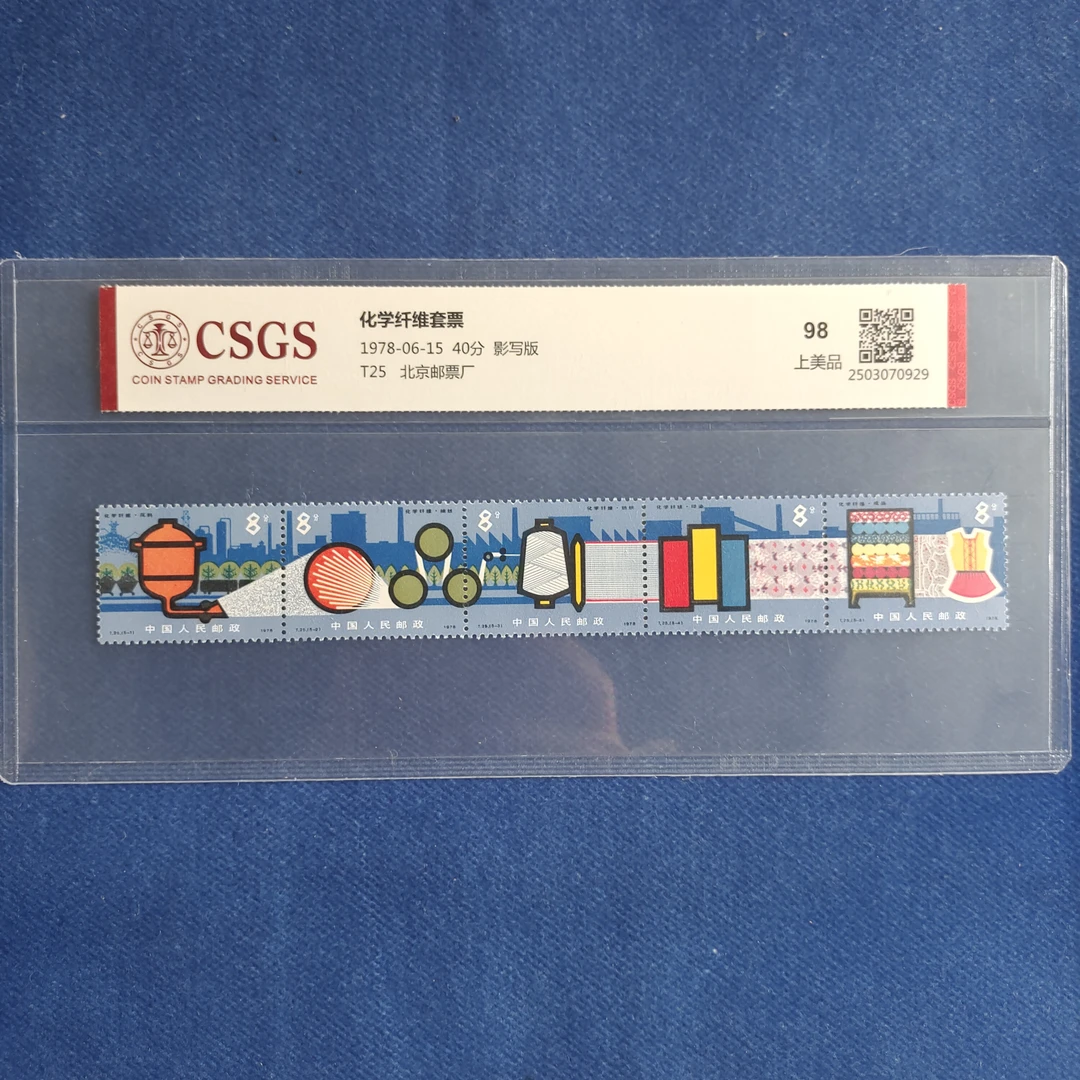 CSGS
COIN STAMP GRADING SERVICE
化学纤维套票
1978-06-15 40分 影写版
T25 北京邮票厂
98
上美品
2503070929
8分
8分
8分
8分
8分
中国人民邮政 1978
中国人民邮政 1978
中国人民邮政 1978
中国人民邮政 1978
中国人民邮政 1978